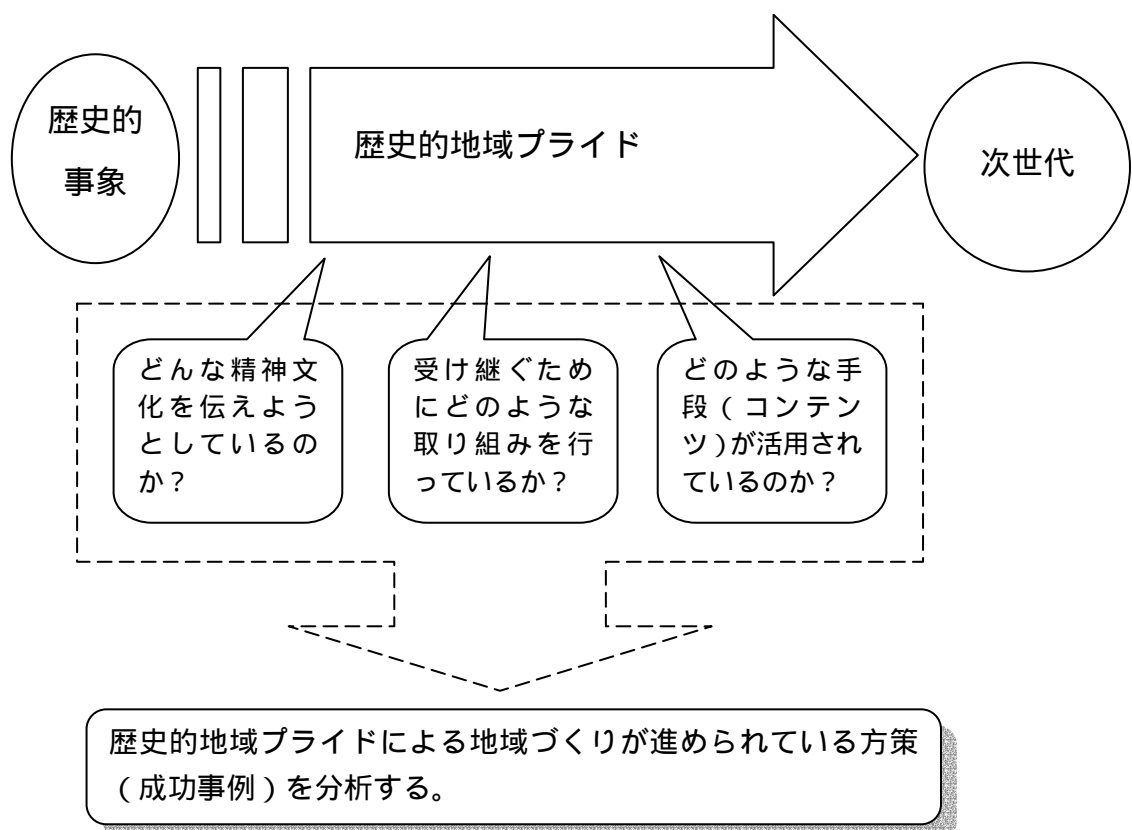 歴史的
事象
歴史的地域プライド
次世代
どんな精神文
化を伝えよう
としているの
か？
受け継ぐため
にどのような
取り組みを行
っているか？
どのような手
段（コンテン
ツ）が活用され
ているのか？
歴史的地域プライドによる地域づくりが進められている方策
（成功事例）を分析する。